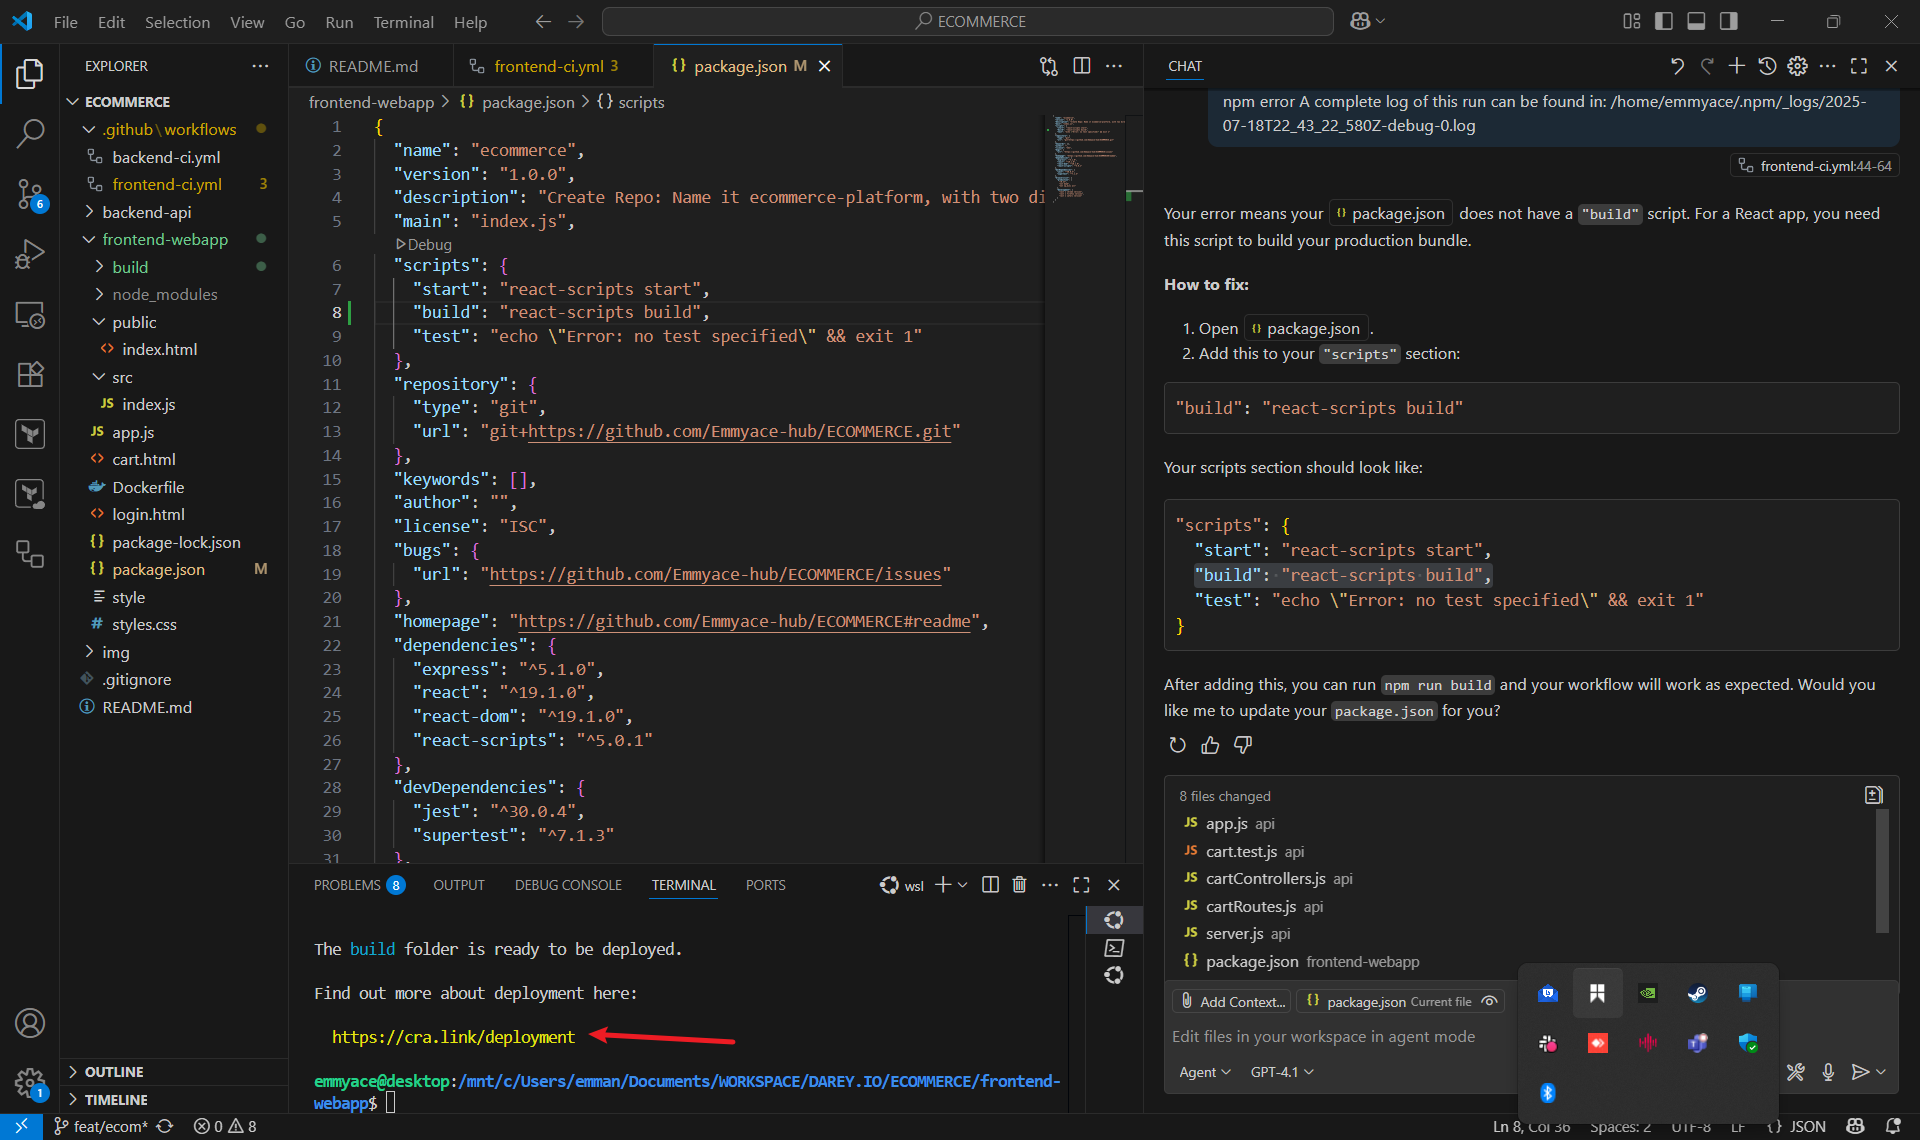 File Edit Selection View Go Run Terminal Help
ECOMMERCE
EXPLORER
ECOMMERCE
.github\workflows
backend-ci.yml
frontend-ci.yml 3
backend-api
frontend-webapp
build
node_modules
public
index.html
src
JS index.js
JS app.js
cart.html
Dockerfile
login.html
{} package-lock.json
{} package.json M
style
# styles.css
img
.gitignore
README.md
OUTLINE
TIMELINE
6
1
README.md
frontend-ci.yml 3
{} package.json M
frontend-webapp > {} package.json > {} scripts
1 {
2 "name": "ecommerce",
3 "version": "1.0.0",
4 "description": "Create Repo: Name it ecommerce-platform, with two di
5 "main": "index.js",
Debug
6 "scripts": {
7 "start": "react-scripts start",
8 "build": "react-scripts build",
9 "test": "echo \"Error: no test specified\" && exit 1"
10 },
11 "repository": {
12 "type": "git",
13 "url": "git+https://github.com/Emmyace-hub/ECOMMERCE.git"
14 },
15 "keywords": [],
16 "author": "",
17 "license": "ISC",
18 "bugs": {
19 "url": "https://github.com/Emmyace-hub/ECOMMERCE/issues"
20 },
21 "homepage": "https://github.com/Emmyace-hub/ECOMMERCE#readme",
22 "dependencies": {
23 "express": "^5.1.0",
24 "react": "^19.1.0",
25 "react-dom": "^19.1.0",
26 "react-scripts": "^5.0.1"
27 },
28 "devDependencies": {
29 "jest": "^30.0.4",
30 "supertest": "^7.1.3"
31 },
PROBLEMS 8 OUTPUT DEBUG CONSOLE TERMINAL PORTS
wsl
The build folder is ready to be deployed.
Find out more about deployment here:
https://cra.link/deployment
emmyace@desktop:/mnt/c/Users/emman/Documents/WORKSPACE/DAREY.IO/ECOMMERCE/frontend-
webapp$
CHAT
npm error A complete log of this run can be found in: /home/emmyace/.npm/_logs/2025-
07-18T22_43_22_580Z-debug-0.log
frontend-ci.yml:44-64
Your error means your {} package.json does not have a "build" script. For a React app, you need
this script to build your production bundle.
How to fix:
1. Open {} package.json .
2. Add this to your "scripts" section:
"build": "react-scripts build"
Your scripts section should look like:
"scripts": {
"start": "react-scripts start",
"build": "react-scripts build",
"test": "echo \"Error: no test specified\" && exit 1"
}
After adding this, you can run npm run build and your workflow will work as expected. Would you
like me to update your package.json for you?
8 files changed
JS app.js api
JS cart.test.js api
JS cartControllers.js api
JS cartRoutes.js api
JS server.js api
{} package.json frontend-webapp
Add Context... {} package.json Current file
Edit files in your workspace in agent mode
Agent GPT-4.1
feat/ecom* 0 8
Ln 8, Col 36 Spaces: 2 UTF-8 LF {} JSON